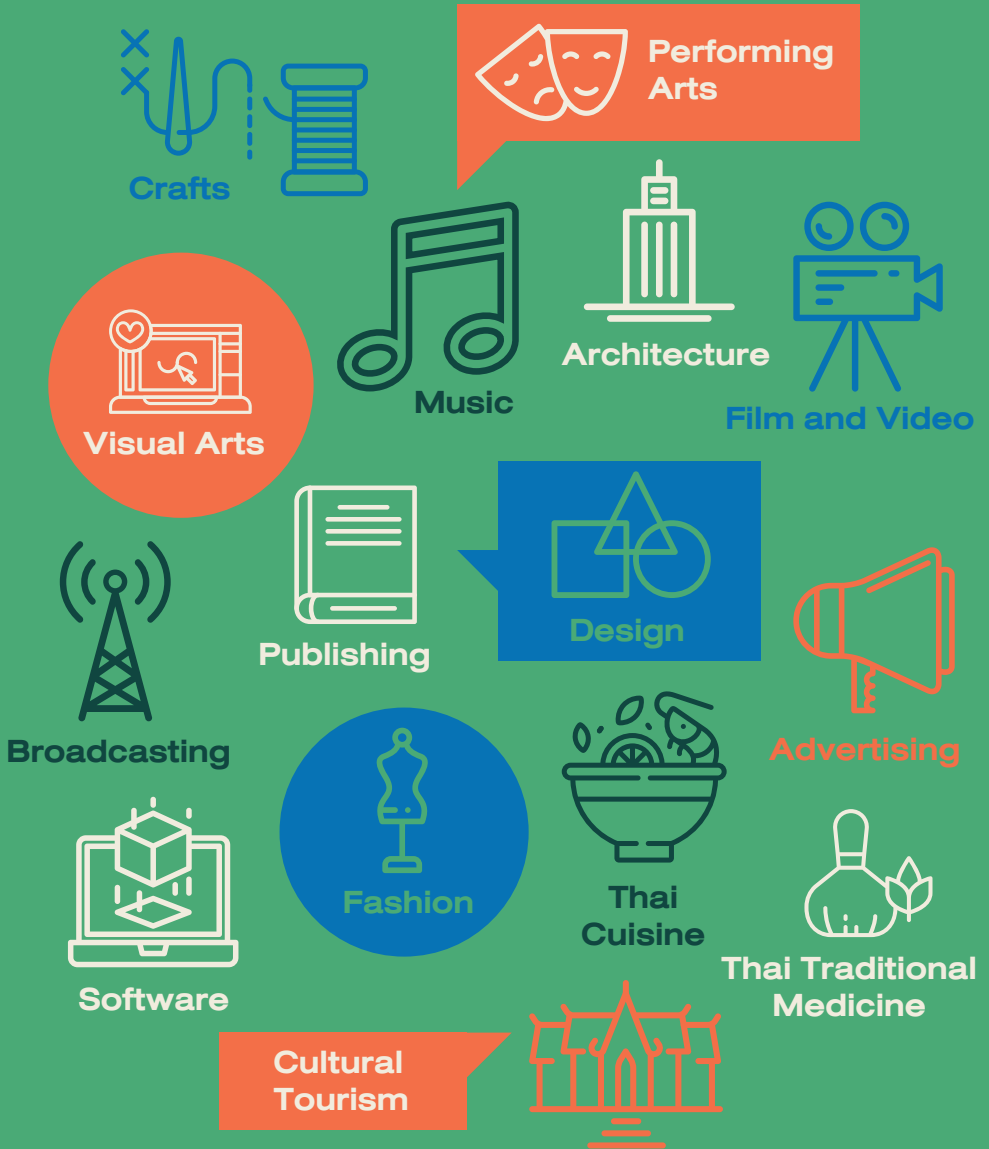 Performing
Arts
Crafts
Architecture
Music
Film and Video
Visual Arts
Publishing
Design
Broadcasting
Advertising
Fashion
Thai
Cuisine
Software
Thai Traditional
Medicine
Cultural
Tourism